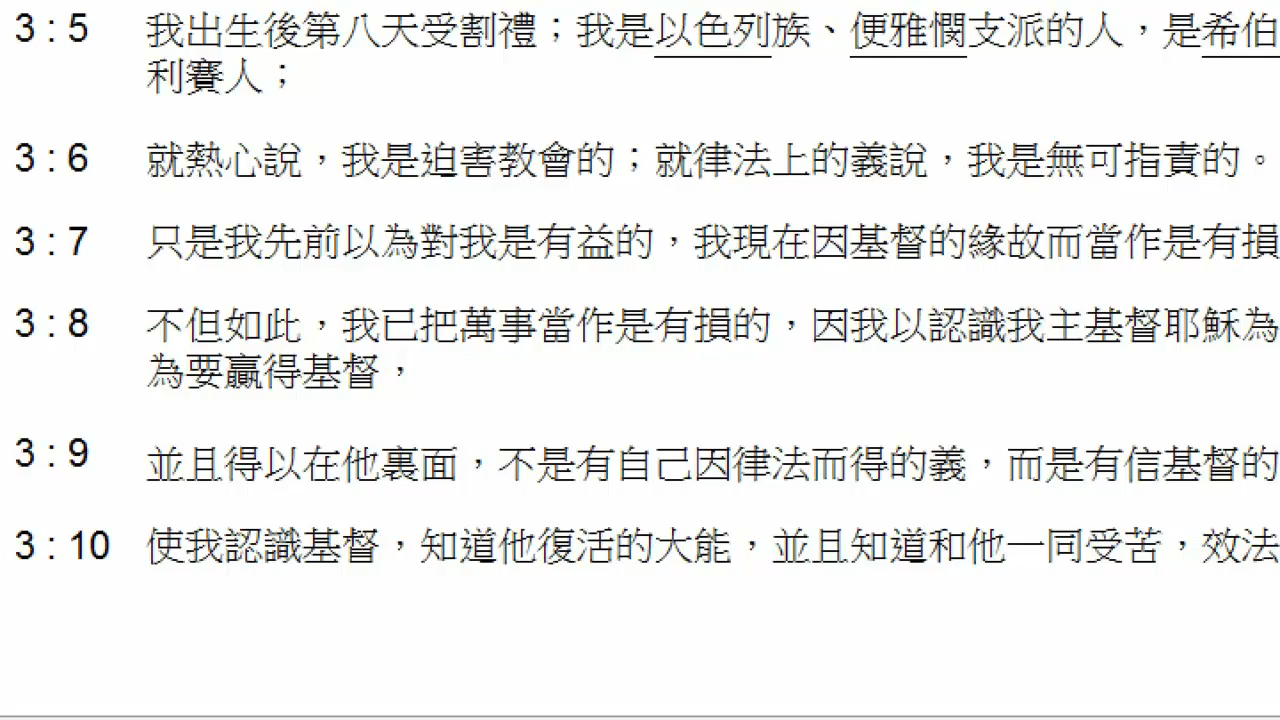 3：5 我出生後第八天受割禮；我是以色列族、便雅憫支派的人，是希伯
利賽人；
3：6 就熱心說，我是迫害教會的；就律法上的義說，我是無可指責的。
3：7 只是我先前以為對我是有益的，我現在因基督的緣故而當作是有損
3：8 不但如此，我已把萬事當作是有損的，因我以認識我主基督耶穌為
為要贏得基督，
3：9 並且得以在他裏面，不是有自己因律法而得的義，而是有信基督的
3：10 使我認識基督，知道他復活的大能，並且知道和他一同受苦，效法